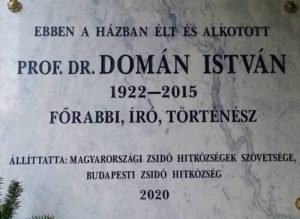 EBBEN A HÁZBAN ÉLT ÉS ALKOTOTT
PROF. DR. DOMÁN ISTVÁN
1922—2015
FŐRABBI, ÍRÓ, TÖRTENÉSZ
ÁLLÍTTATTA: MAGYARORSZÁGI ZSIDÓ HITKÖZSÉGEK SZÖVETSÉGE,
BUDAPESTI ZSIDÓ HITKÖZSÉG
2020